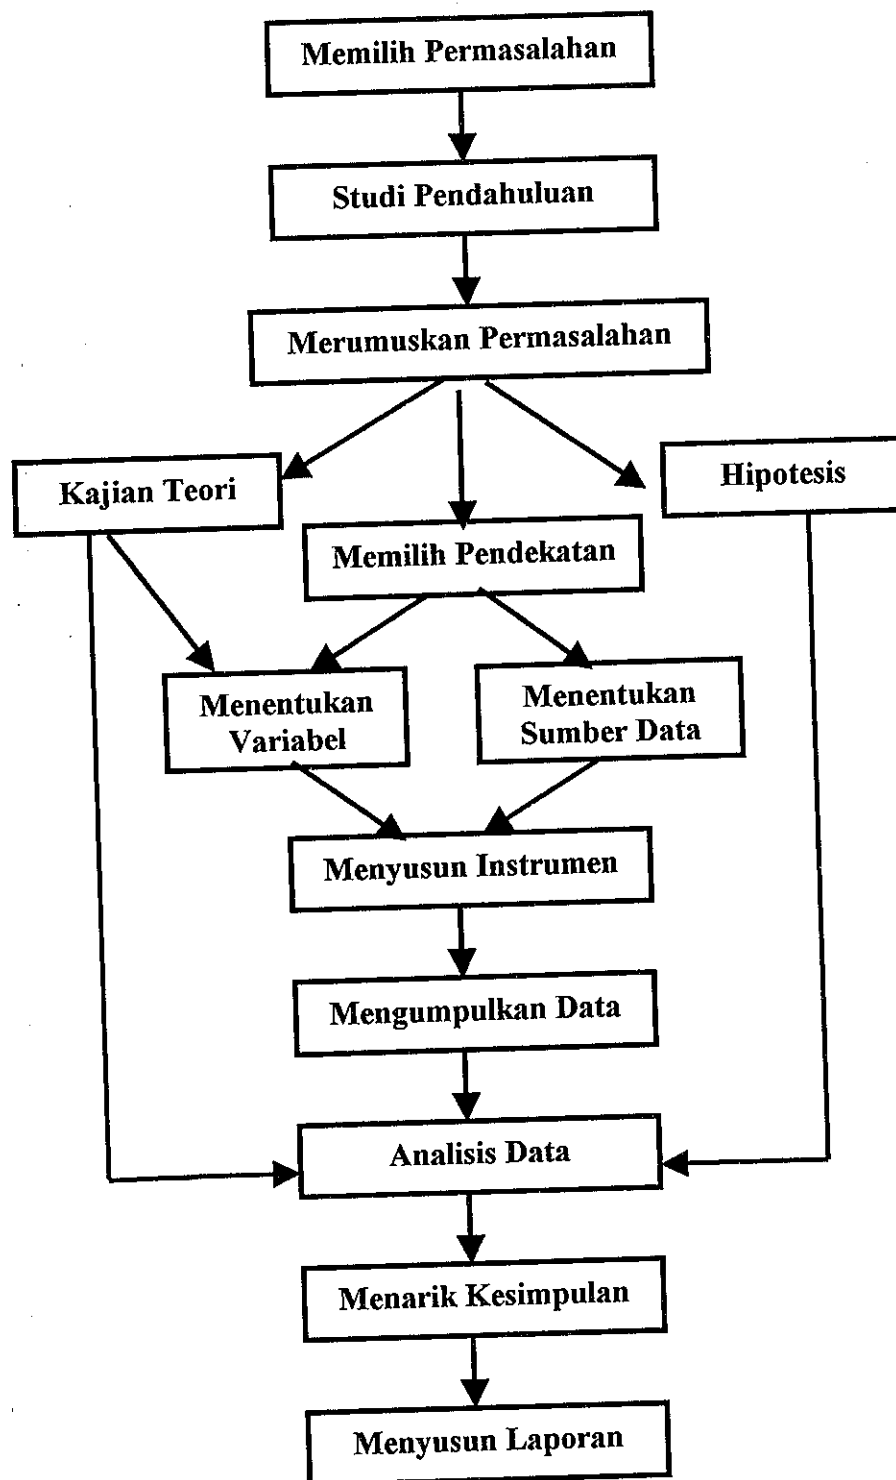 Memilih Permasalahan
Studi Pendahuluan
Merumuskan Permasalahan
Kajian Teori
Hipotesis
Memilih Pendekatan
Menentukan
Variabel
Menentukan
Sumber Data
Menyusun Instrumen
Mengumpulkan Data
Analisis Data
Menarik Kesimpulan
Menyusun Laporan